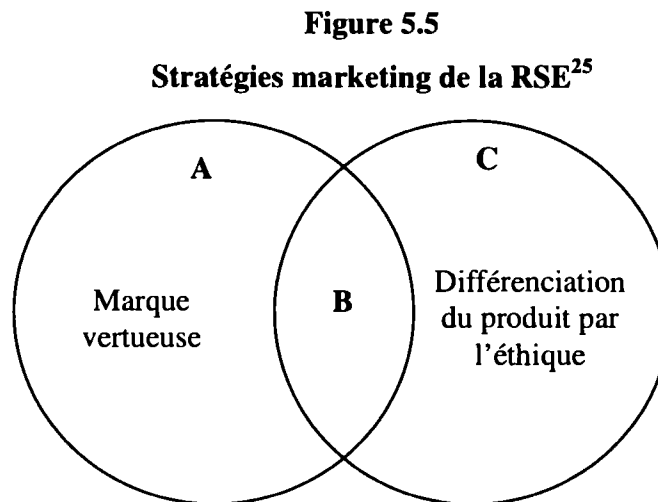 Figure 5.5
Stratégies marketing de la RSE25
A
C
Marque
vertueuse
B
Différenciation
du produit par
l'éthique